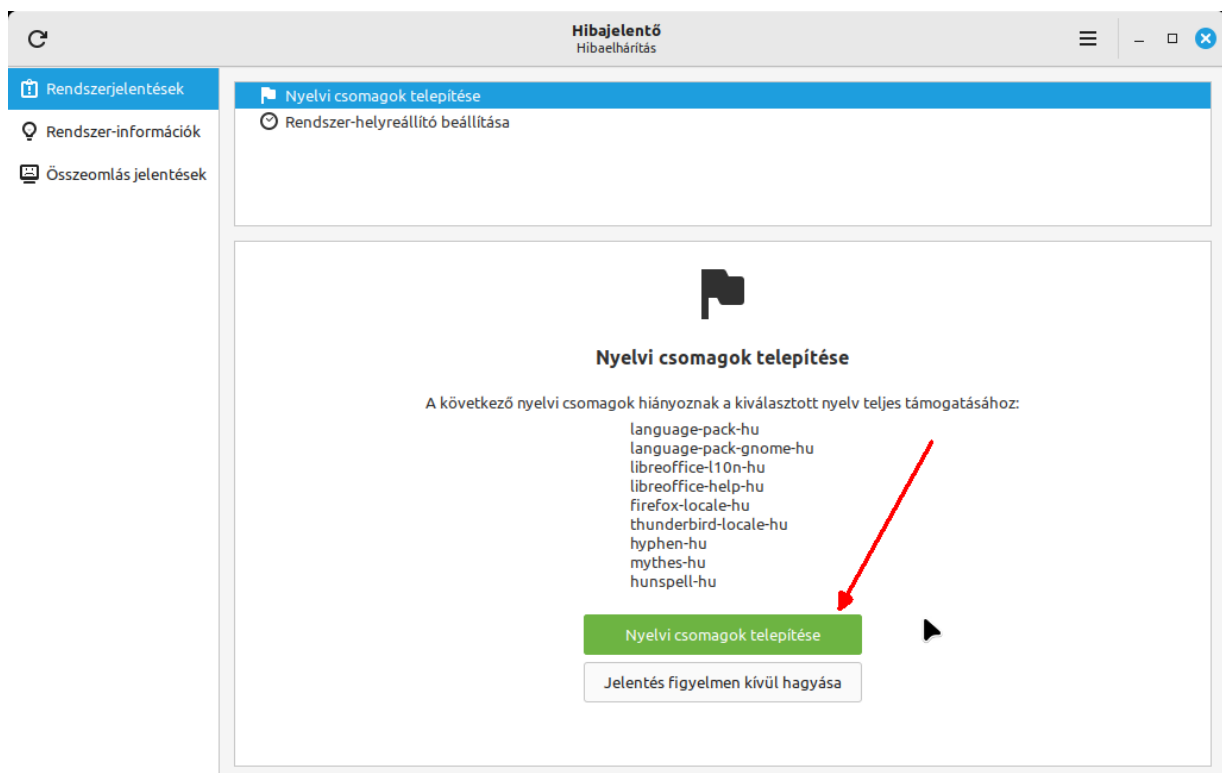 Hibajelentő
Hibaelhárítás
Rendszerjelentések
Rendszer-információk
Összeomlás jelentések
Nyelvi csomagok telepítése
Rendszer-helyreállító beállítása
Nyelvi csomagok telepítése
A következő nyelvi csomagok hiányoznak a kiválasztott nyelv teljes támogatásához:
language-pack-hu
language-pack-gnome-hu
libreoffice-l10n-hu
libreoffice-help-hu
firefox-locale-hu
thunderbird-locale-hu
hyphen-hu
mythes-hu
hunspell-hu
Nyelvi csomagok telepítése
Jelentés figyelmen kívül hagyása